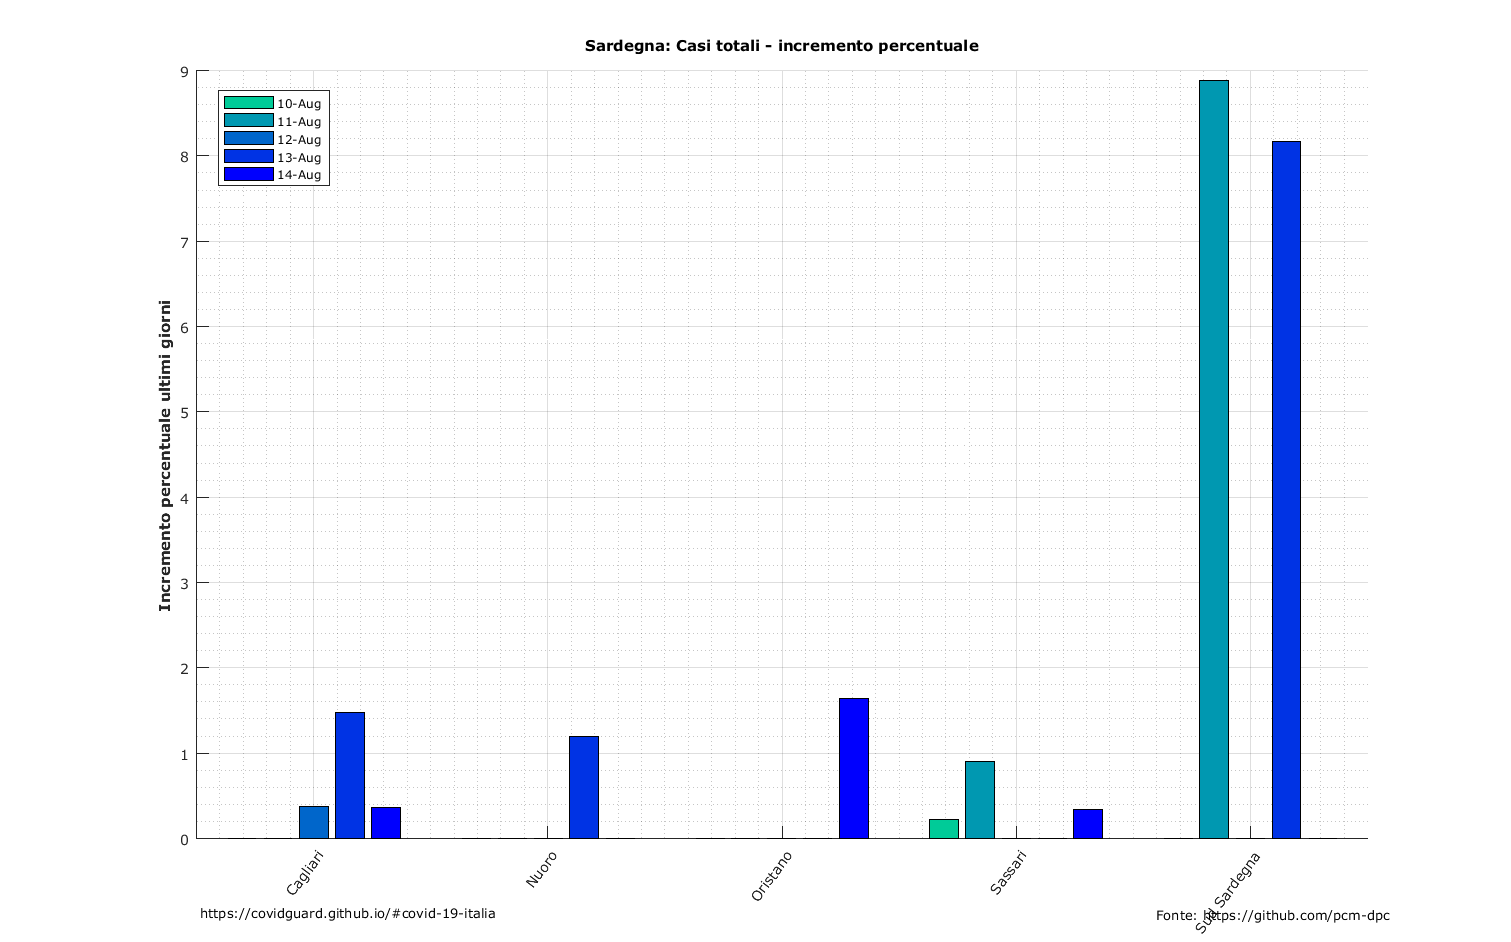 Sardegna: Casi totali - incremento percentuale
9
8
7
6
5
4
3
2
1
0
Incremento percentuale ultimi giorni
10-Aug
11-Aug
12-Aug
13-Aug
14-Aug
Cagliari
Nuoro
Oristano
Sassari
Sud Sardegna
https://covidguard.github.io/#covid-19-italia
Fonte: https://github.com/pcm-dpc